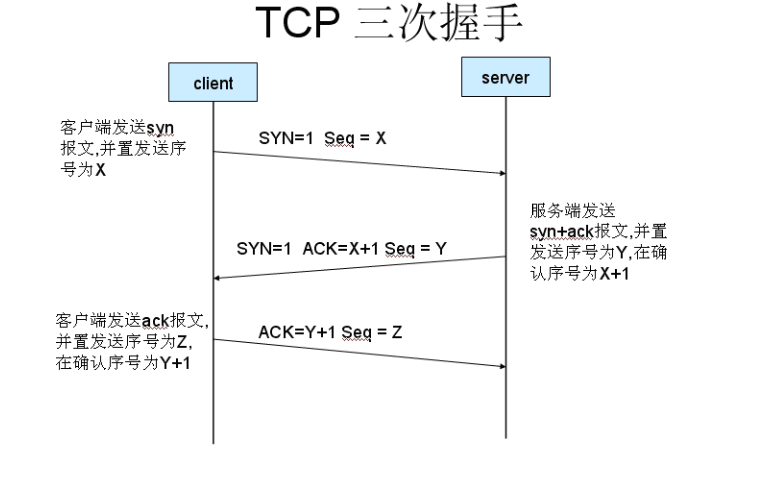 TCP 三次握手
client
server
客户端发送syn
报文,并置发送序
号为X
SYN=1 Seq = X
服务端发送
syn+ack报文,并置
发送序号为Y,在确
认序号为X+1
SYN=1 ACK=X+1 Seq = Y
客户端发送ack报文,
并置发送序号为Z,
在确认序号为Y+1
ACK=Y+1 Seq = Z